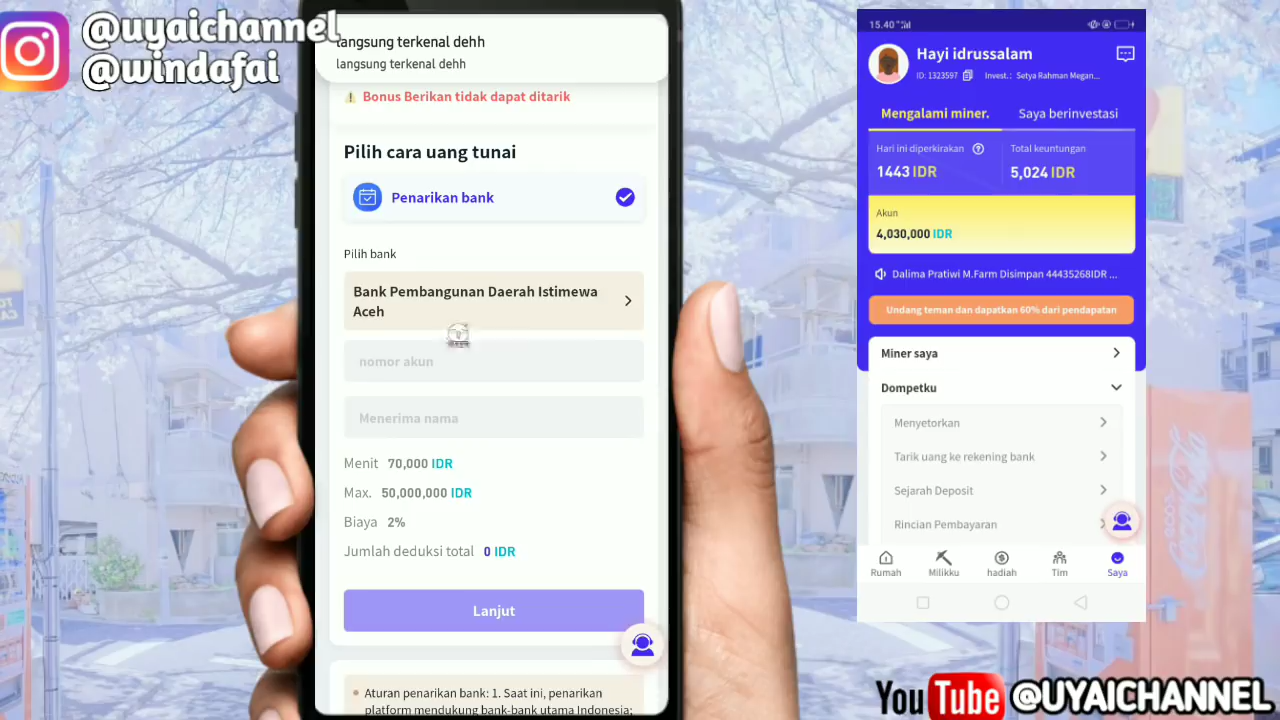 @uyaichannel
@windafai
langsung terkenal dehh
langsung terkenal dehh
Bonus Berikan tidak dapat ditarik
Pilih cara uang tunai
Penarikan bank
Pilih bank
Bank Pembangunan Daerah Istimewa
Aceh
nomor akun
Menerima nama
Menit 70,000 IDR
Max. 50,000,000 IDR
Biaya 2%
Jumlah deduksi total 0 IDR
Lanjut
Aturan penarikan bank: 1. Saat ini, penarikan
platform mendukung bank-bank utama Indonesia;
15.40
Hayi idrussalam
ID: 1323597 Invest.: Setya Rahman Megan...
Mengalami miner. Saya berinvestasi
Hari ini diperkirakan Total keuntungan
1443 IDR 5,024 IDR
Akun
4,030,000 IDR
Dalima Pratiwi M.Farm Disimpan 44435268IDR ...
Undang teman dan dapatkan 60% dari pendapatan
Miner saya
Dompetku
Menyetorkan
Tarik uang ke rekening bank
Sejarah Deposit
Rincian Pembayaran
Rumah Milikku hadiah Tim Saya
YouTube @UYAICHANNEL